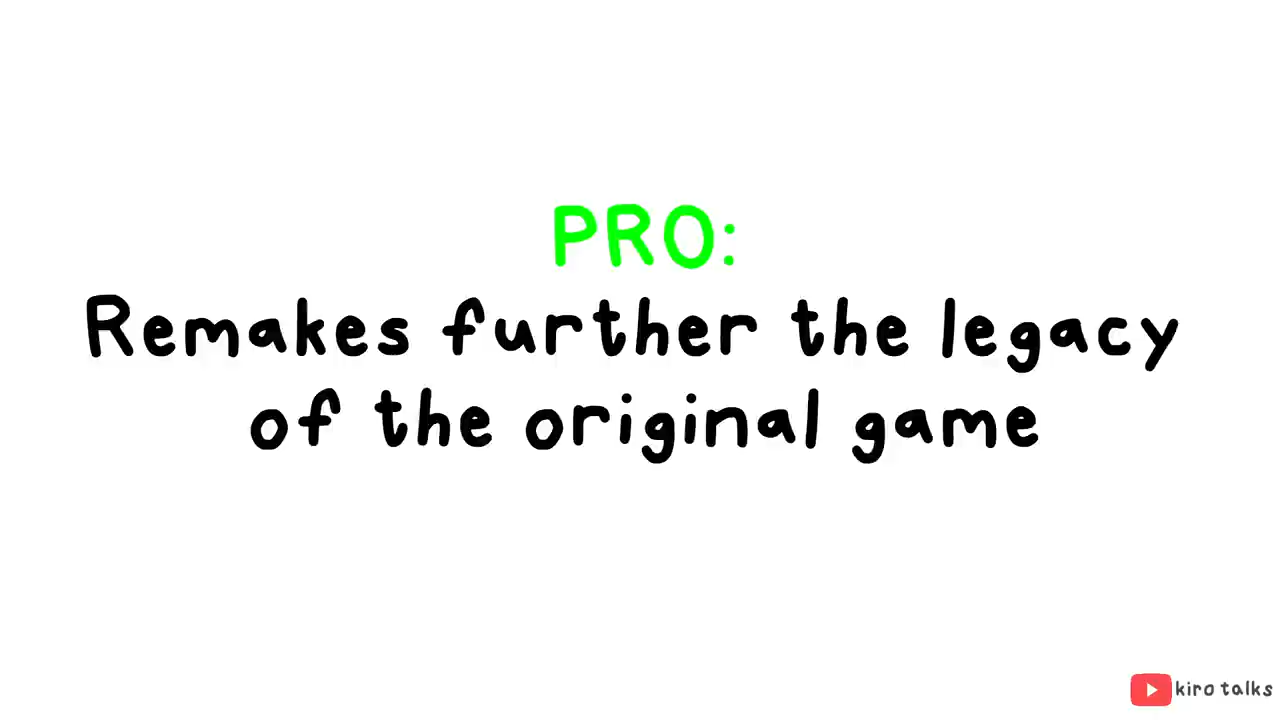 PRO:
Remakes further the legacy
of the original game
kiro talks